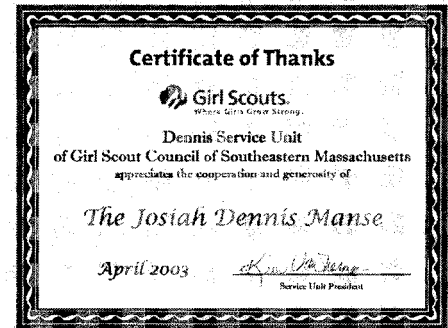 Certificate of Thanks
Girl Scouts.
Where Girls Grow Strong.
Dennis Service Unit
of Girl Scout Council of Southeastern Massachusetts
appreciates the cooperation and generosity of
The Josiah Dennis Manse
April 2003
Service Unit President